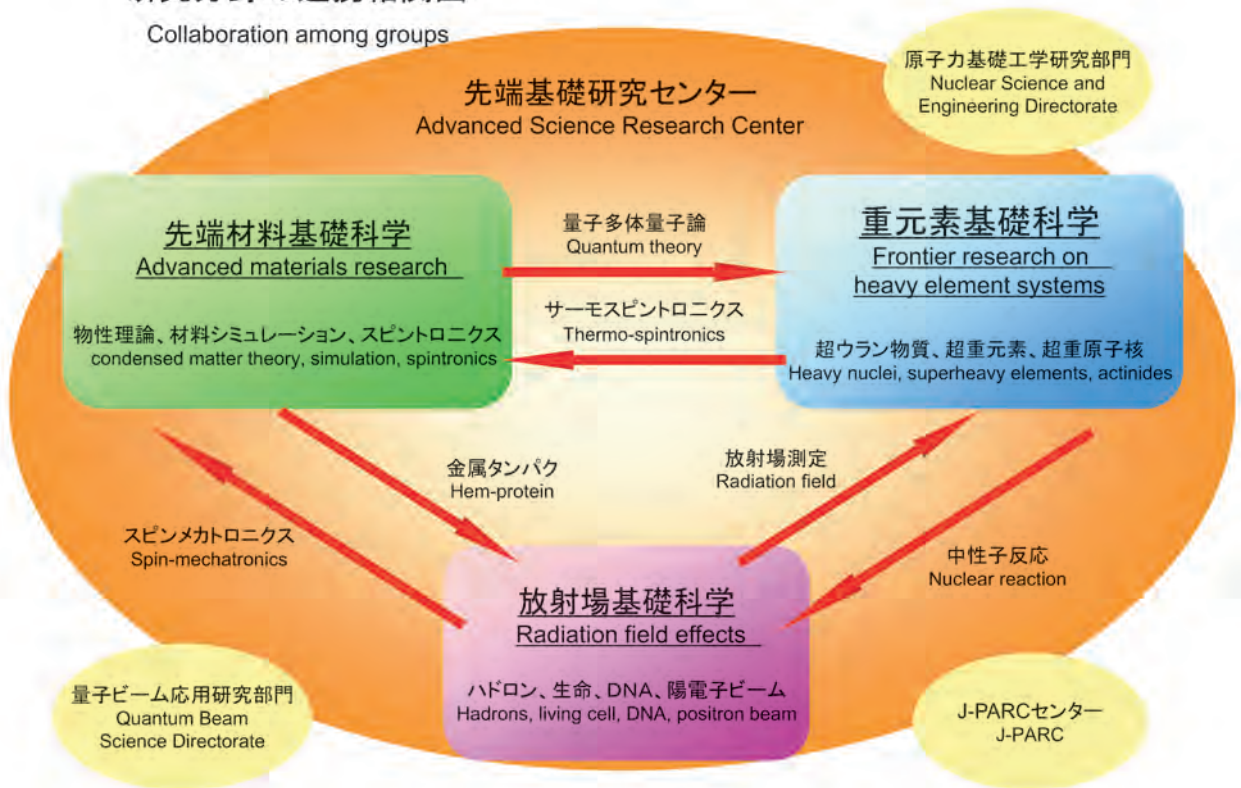 Collaboration among groups
先端基礎研究センター
Advanced Science Research Center
原子力基礎工学研究部門
Nuclear Science and
Engineering Directorate
先端材料基礎科学
Advanced materials research
物性理論、材料シミュレーション、スピントロニクス
condensed matter theory, simulation, spintronics
量子多体量子論
Quantum theory
サーモスピントロニクス
Thermo-spintronics
重元素基礎科学
Frontier research on
heavy element systems
超ウラン物質、超重元素、超重原子核
Heavy nuclei, superheavy elements, actinides
金属タンパク
Hem-protein
放射場測定
Radiation field
スピンメカトロニクス
Spin-mechatronics
中性子反応
Nuclear reaction
放射場基礎科学
Radiation field effects
ハドロン、生命、DNA、陽電子ビーム
Hadrons, living cell, DNA, positron beam
量子ビーム応用研究部門
Quantum Beam
Science Directorate
J-PARCセンター
J-PARC